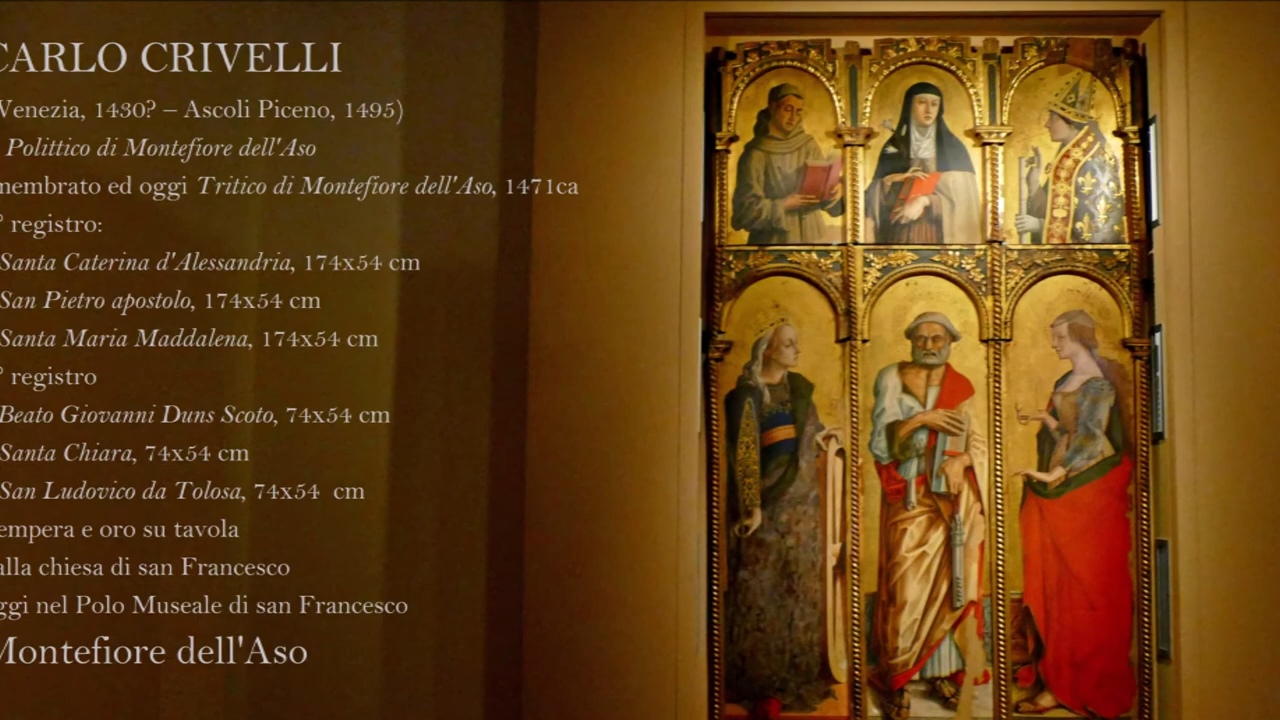 CARLO CRIVELLI
Venezia, 1430? – Ascoli Piceno, 1495)
Polittico di Montefiore dell'Aso
membrato ed oggi Tritico di Montefiore dell'Aso, 1471ca
° registro:
Santa Caterina d'Alessandria, 174x54 cm
San Pietro apostolo, 174x54 cm
Santa Maria Maddalena, 174x54 cm
° registro
Beato Giovanni Duns Scoto, 74x54 cm
Santa Chiara, 74x54 cm
San Ludovico da Tolosa, 74x54 cm
empera e oro su tavola
alla chiesa di san Francesco
ggi nel Polo Museale di san Francesco
Montefiore dell'Aso